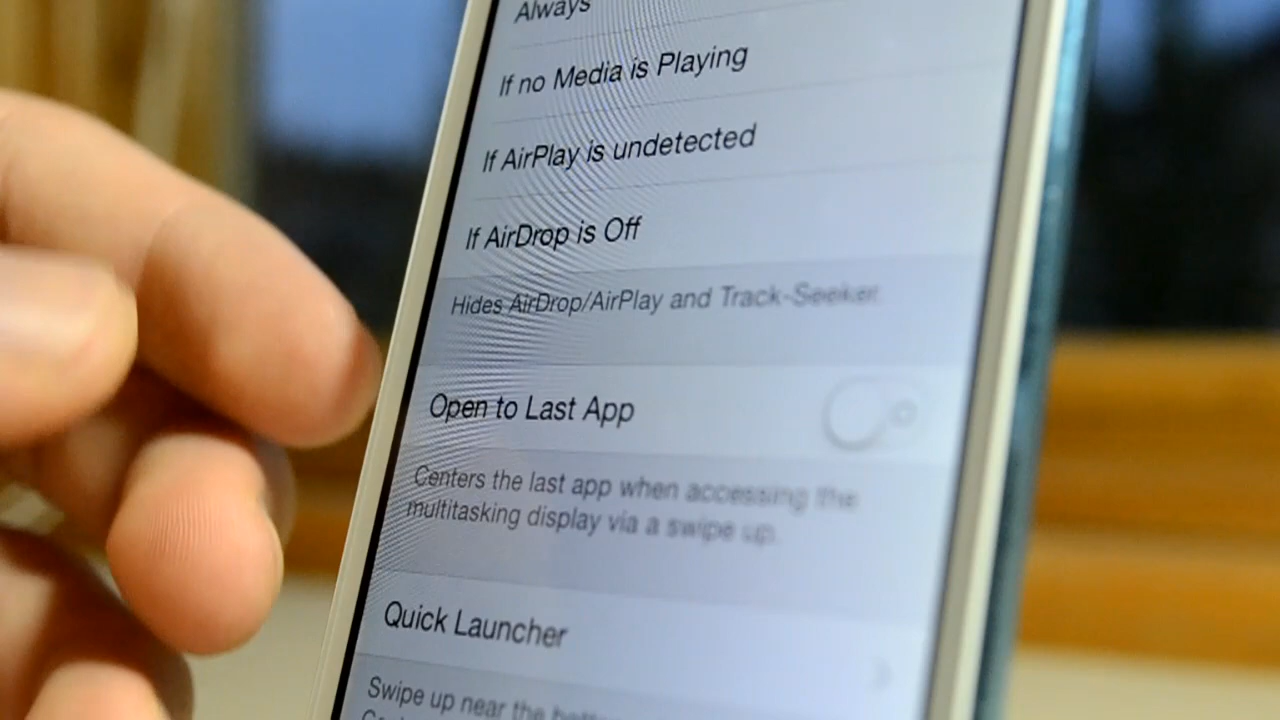 Always
If no Media is Playing
If AirPlay is undetected
If AirDrop is Off
Hides AirDrop/AirPlay and Track-Seeker.
Open to Last App
Centers the last app when accessing the
multitasking display via a swipe up.
Quick Launcher
Swipe up near the